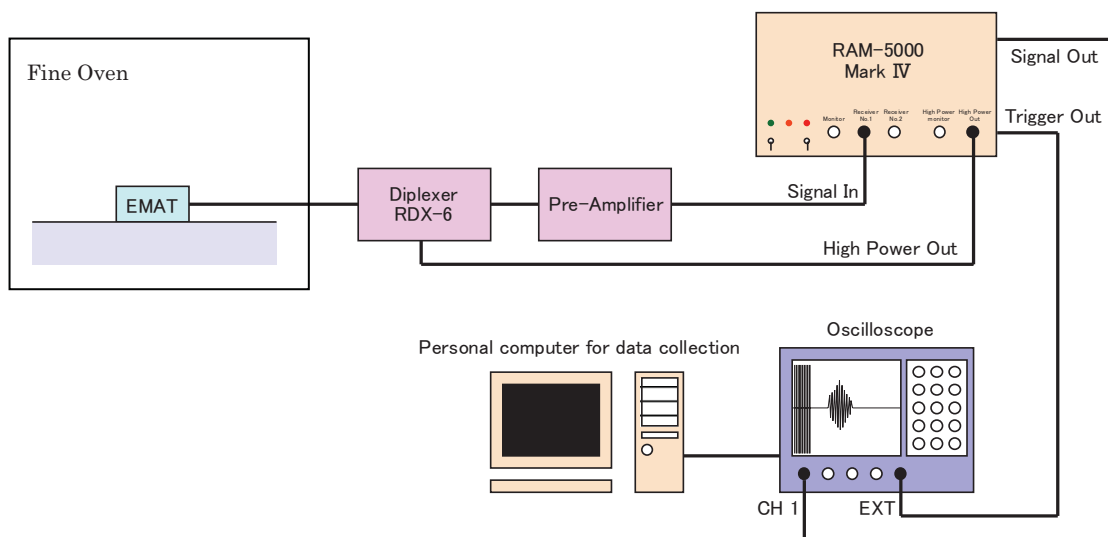 Fine Oven
EMAT
Diplexer
RDX-6
Pre-Amplifier
RAM-5000
Mark Ⅳ
Monitor
Receiver
No.1
Receiver
No.2
High Power
monitor
High Power
Out
Signal Out
Trigger Out
Signal In
High Power Out
Oscilloscope
Personal computer for data collection
CH 1
EXT